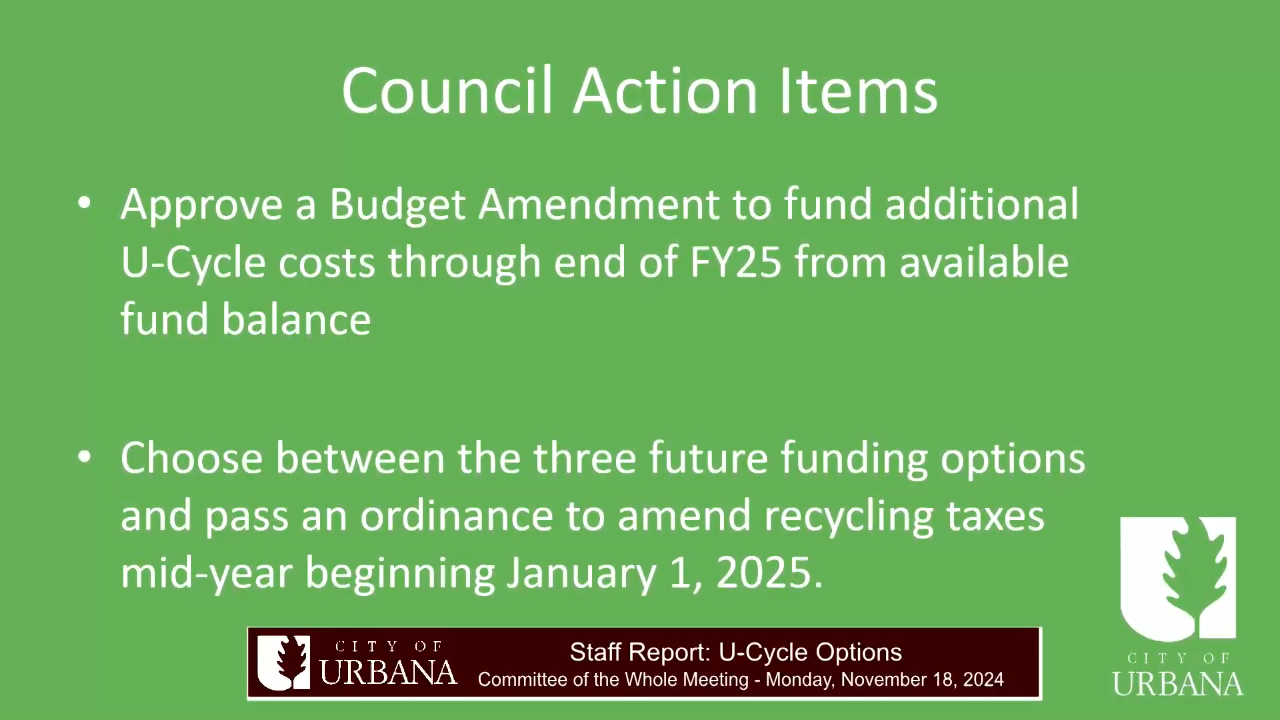 Council Action Items
• Approve a Budget Amendment to fund additional
U-Cycle costs through end of FY25 from available
fund balance
• Choose between the three future funding options
and pass an ordinance to amend recycling taxes
mid-year beginning January 1, 2025.
CITY OF
URBANA
Staff Report: U-Cycle Options
Committee of the Whole Meeting - Monday, November 18, 2024
CITY OF
URBANA